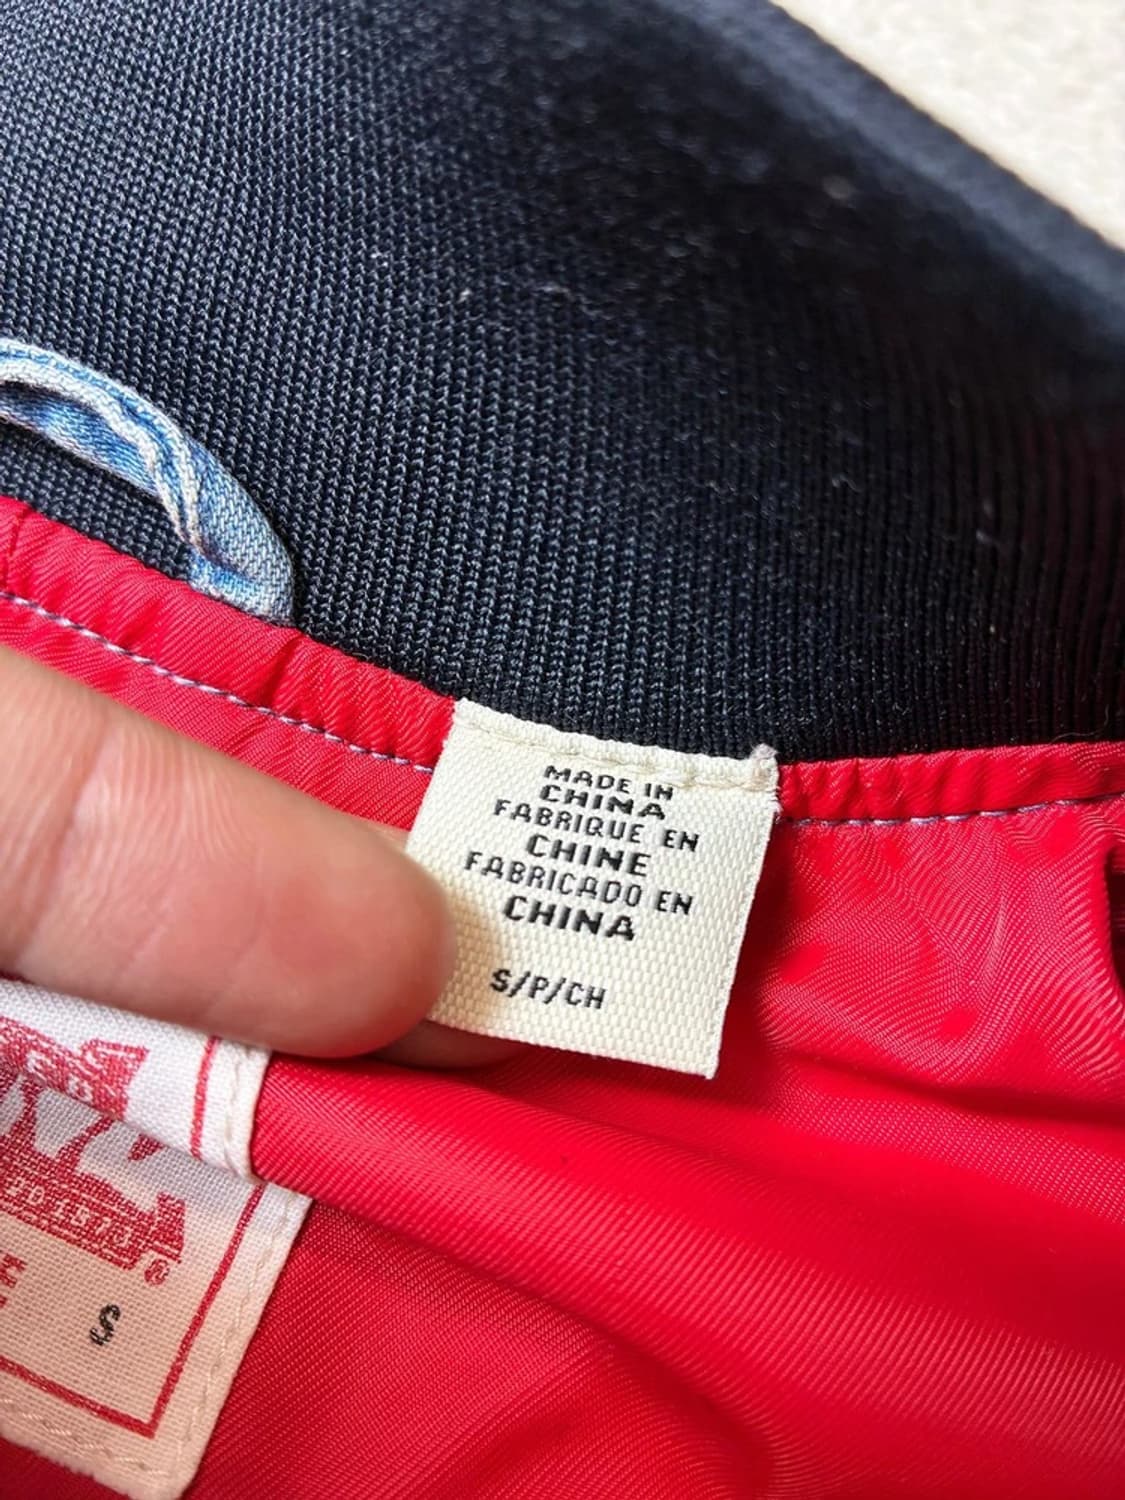 MADE IN
CHINA
FABRIQUE EN
CHINE
FABRICADO EN
CHINA
S/P/CH
®
S